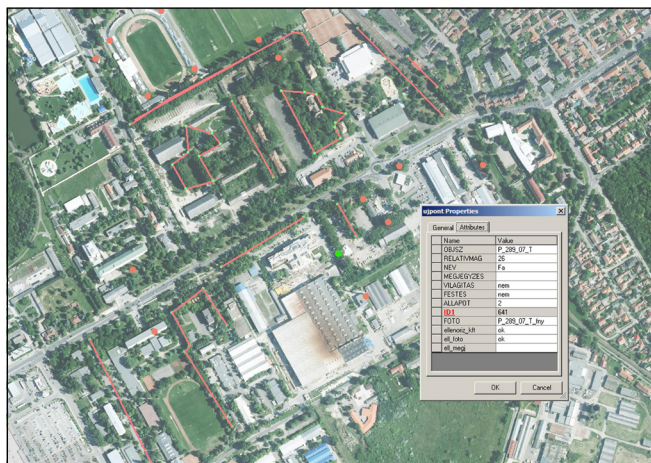 ujpont Properties
General Attributes
Name Value
OBJSZ P_289_07_T
RELATIVMAG 26
NEV Fa
MEGJEGYZES
VILAGITAS nem
FESTES nem
ALLAPOT 2
ID1 641
FOTO P_289_07_T_fny
ellenoriz_kft ok
ell_foto ok
ell_megj
OK Cancel